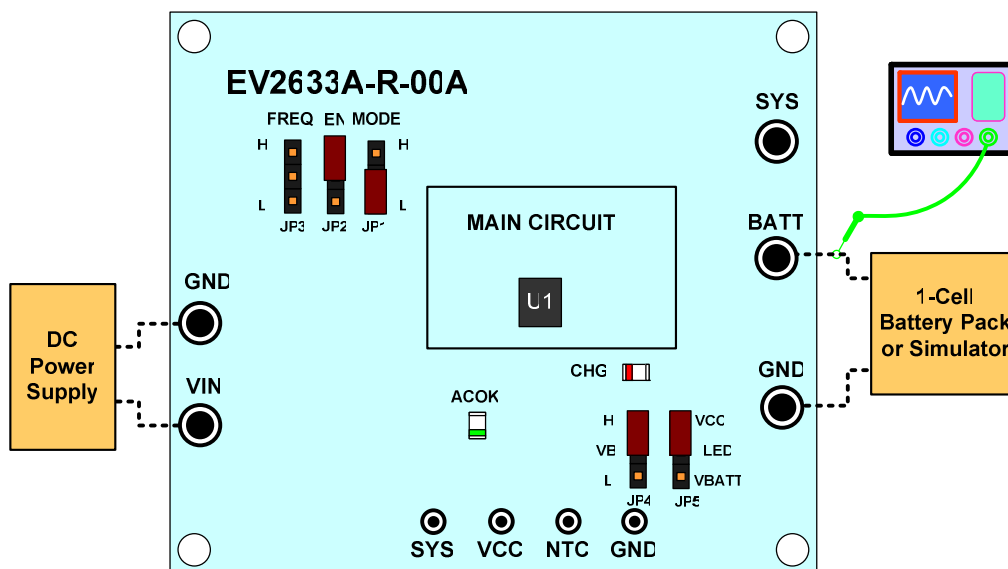 EV2633A-R-00A
FREQ EN MODE
H H
L L
JP3 JP2 JP1
SYS
MAIN CIRCUIT
BATT
U1
GND
DC
Power
Supply
VIN
1-Cell
Battery Pack
or Simulator
GND
CHG
ACOK
H
VB
L
JP4
VCC
LED
VBATT
JP5
SYS VCC NTC GND